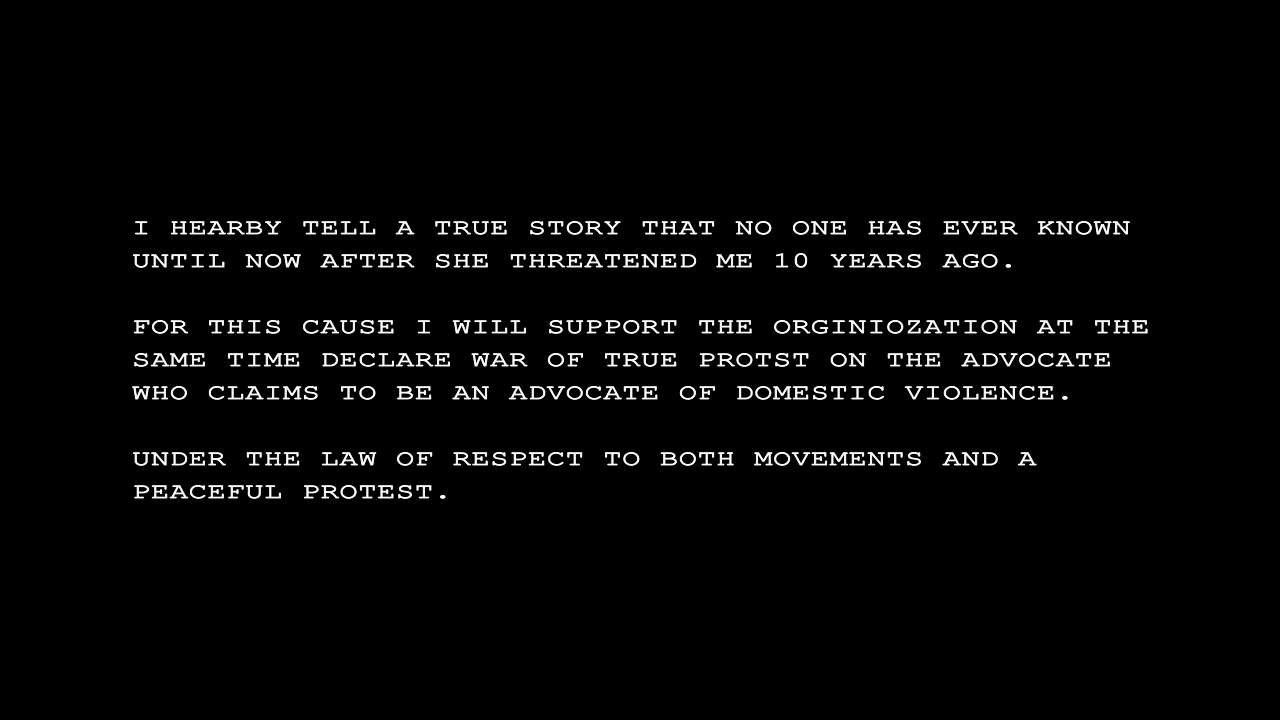 I HEARBY TELL A TRUE STORY THAT NO ONE HAS EVER KNOWN
UNTIL NOW AFTER SHE THREATENED ME 10 YEARS AGO.
FOR THIS CAUSE I WILL SUPPORT THE ORGINIOZATION AT THE
SAME TIME DECLARE WAR OF TRUE PROTST ON THE ADVOCATE
WHO CLAIMS TO BE AN ADVOCATE OF DOMESTIC VIOLENCE.
UNDER THE LAW OF RESPECT TO BOTH MOVEMENTS AND A
PEACEFUL PROTEST.